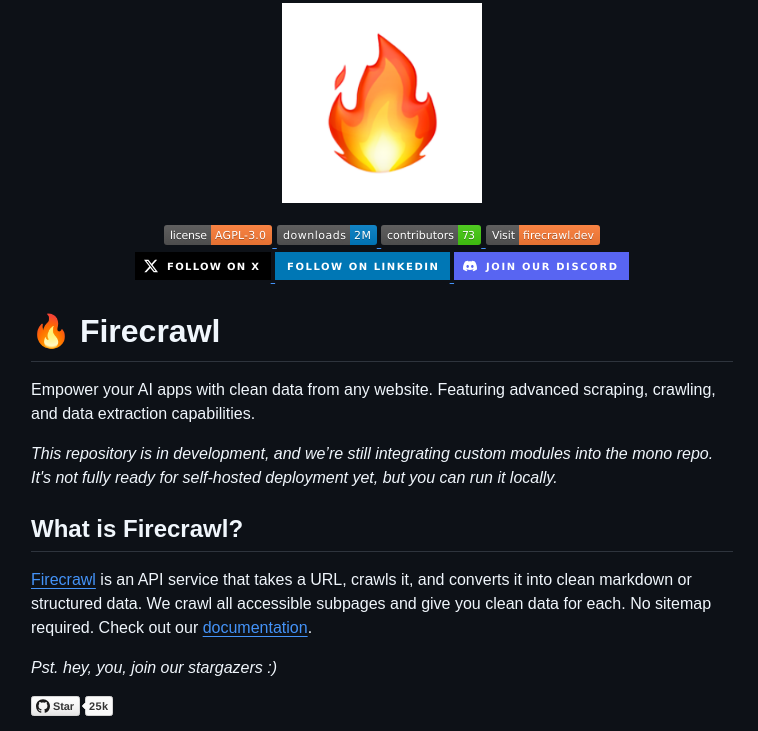 license AGPL-3.0 downloads 2M contributors 73 Visit firecrawl.dev
FOLLOW ON X FOLLOW ON LINKEDIN JOIN OUR DISCORD
🔥 Firecrawl
Empower your AI apps with clean data from any website. Featuring advanced scraping, crawling,
and data extraction capabilities.
This repository is in development, and we’re still integrating custom modules into the mono repo.
It's not fully ready for self-hosted deployment yet, but you can run it locally.
What is Firecrawl?
Firecrawl is an API service that takes a URL, crawls it, and converts it into clean markdown or
structured data. We crawl all accessible subpages and give you clean data for each. No sitemap
required. Check out our documentation.
Pst. hey, you, join our stargazers :)
Star 25k